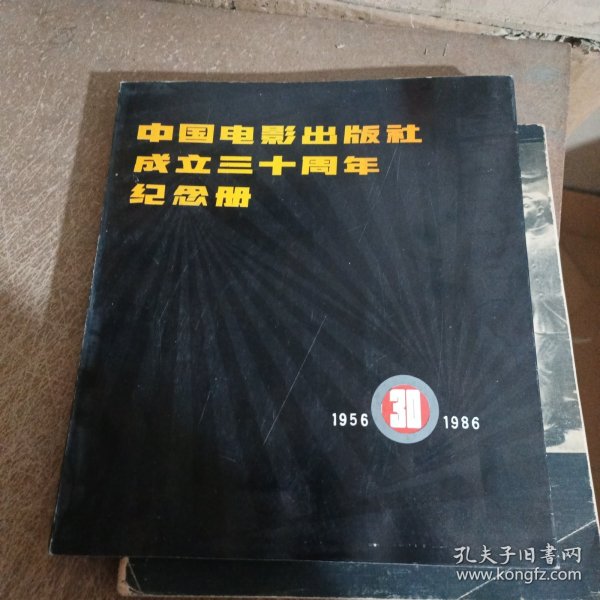 中国电影出版社
成立三十周年
纪念册
1956 30 1986
孔夫子旧书网
www.kongfz.com